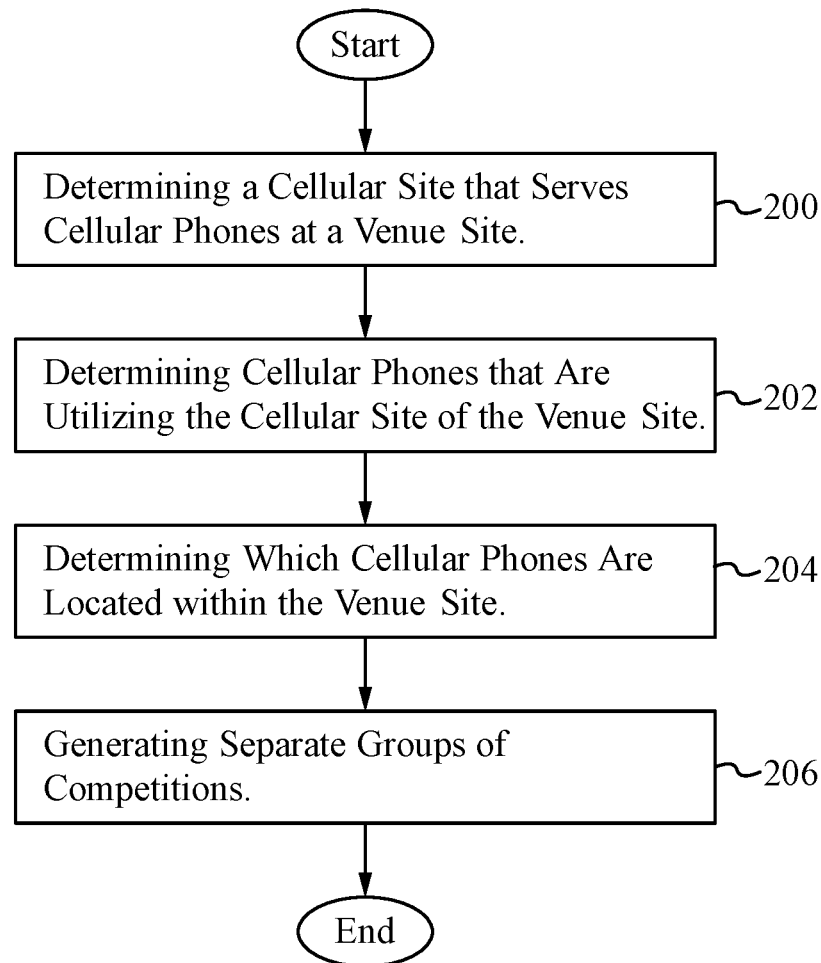 Start
Determining a Cellular Site that Serves
Cellular Phones at a Venue Site.
200
Determining Cellular Phones that Are
Utilizing the Cellular Site of the Venue Site.
202
Determining Which Cellular Phones Are
Located within the Venue Site.
204
Generating Separate Groups of
Competitions.
206
End